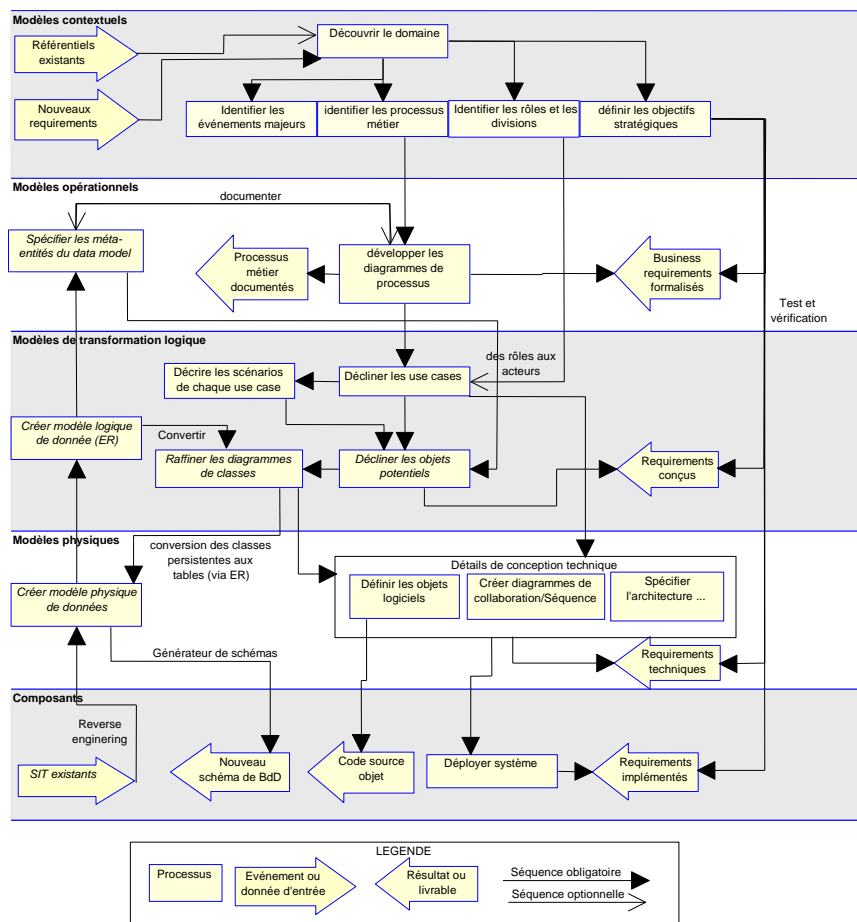 Modèles contextuels
Référentiels
existants
Découvrir le domaine
Nouveaux
requirements
Identifier les
événements majeurs
identifier les processus
métier
Identifier les rôles et les
divisions
définir les objectifs
stratégiques
Modèles opérationnels
documenter
Spécifier les méta-
entités du data model
Processus
métier
documentés
développer les
diagrammes de
processus
Business
requirements
formalisés
Test et
vérification
Modèles de transformation logique
Décrire les scénarios
de chaque use case
Décliner les use cases
des rôles aux
acteurs
Créer modèle logique
de donnée (ER)
Convertir
Raffiner les diagrammes
de classes
Décliner les objets
potentiels
Requirements
conçus
Modèles physiques
conversion des classes
persistentes aux
tables (via ER)
Détails de conception technique
Définir les objets
logiciels
Créer diagrammes de
collaboration/Séquence
Spécifier
l'architecture ...
Créer modèle physique
de données
Générateur de schémas
Requirements
techniques
Composants
Reverse
enginering
SIT existants
Nouveau
schéma de BdD
Code source
objet
Déployer système
Requirements
implémentés
LEGENDE
Processus
Evénement ou
donnée d'entrée
Résultat ou
livrable
Séquence obligatoire
Séquence optionnelle